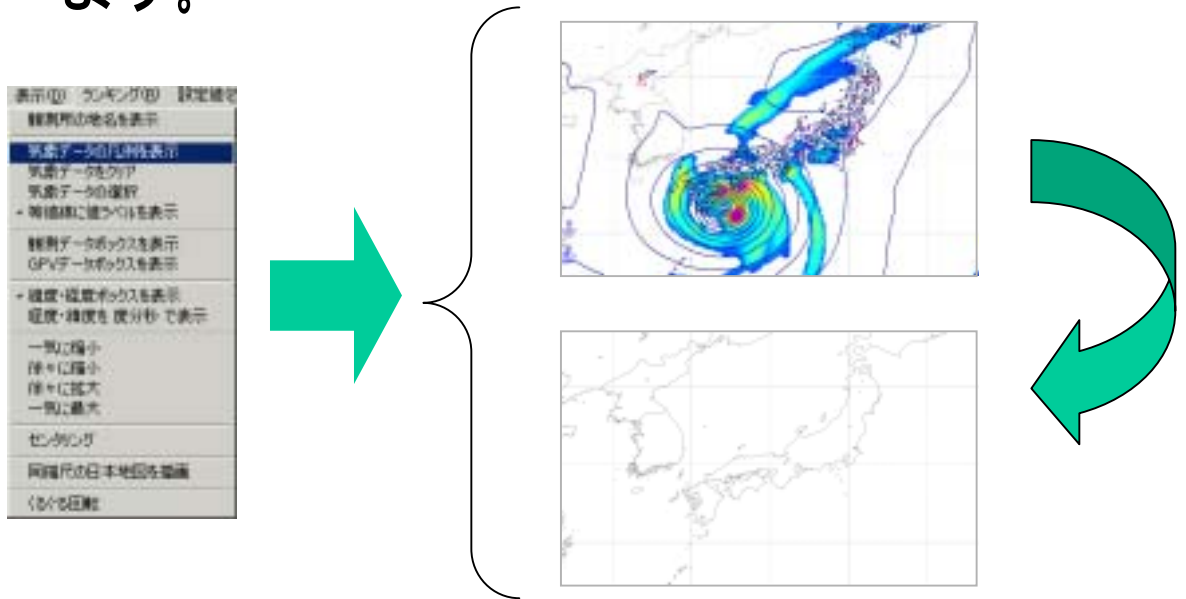 ます。
表示(D) ランキング(R) 設定値で
観測所の地名を表示
気象データの凡例を表示
気象データをクリア
気象データの選択
等値線に値ラベルを表示
観測データボックスを表示
GPVデータボックスを表示
緯度・経度ボックスを表示
経度・緯度を 度分秒 で表示
一気に縮小
徐々に縮小
徐々に拡大
一気に最大
センタリング
同縮尺の日本地図を描画
くるくる圧縮